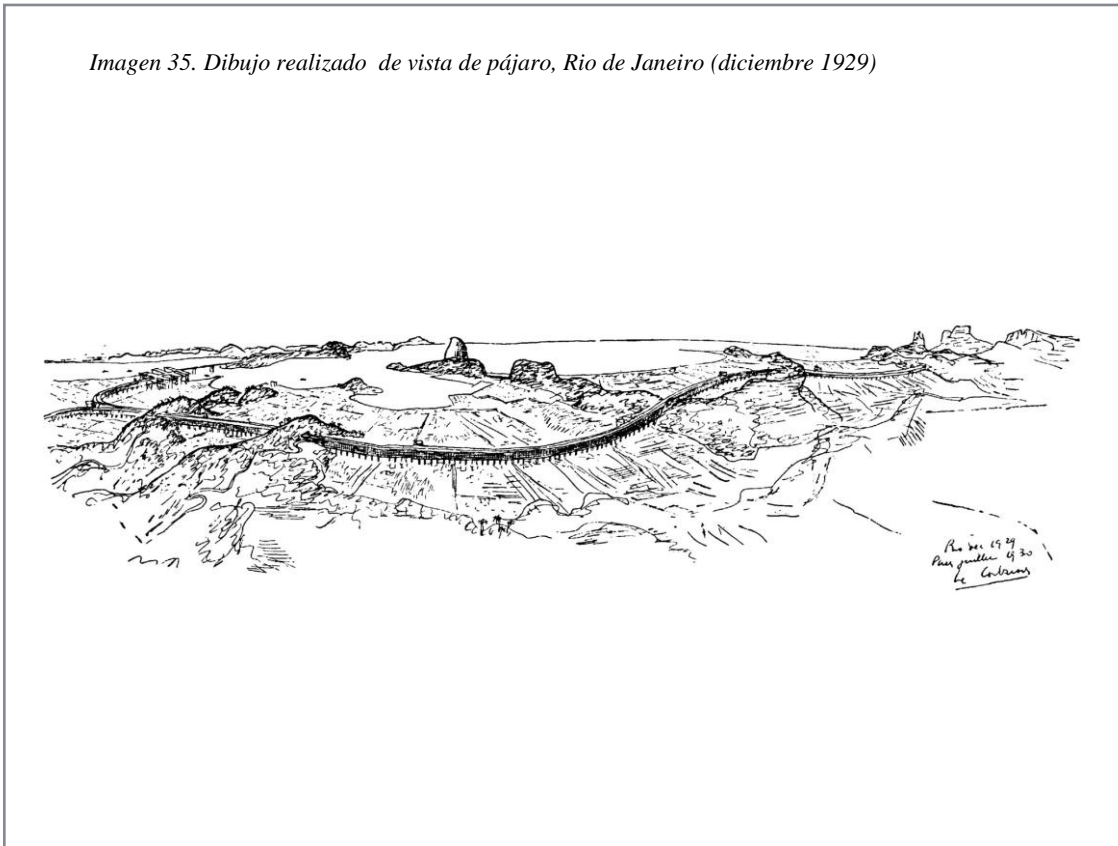 Imagen 35. Dibujo realizado de vista de pájaro, Rio de Janeiro (diciembre 1929)
Rio dec 1929
Paris juillet 1930
Le Corbusier